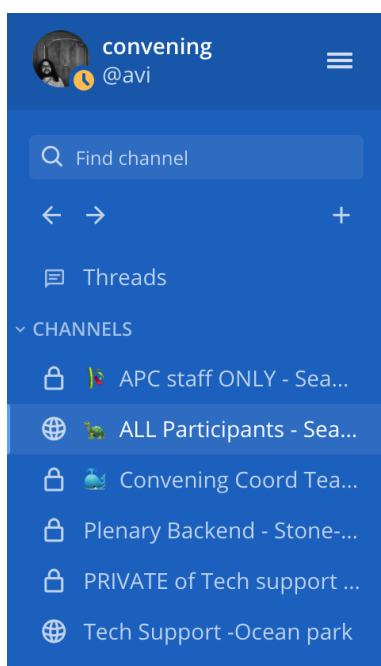 convening
@avi
Find channel
Threads
CHANNELS
APC staff ONLY - Sea...
ALL Participants - Sea...
Convening Coord Tea...
Plenary Backend - Stone-...
PRIVATE of Tech support ...
Tech Support -Ocean park